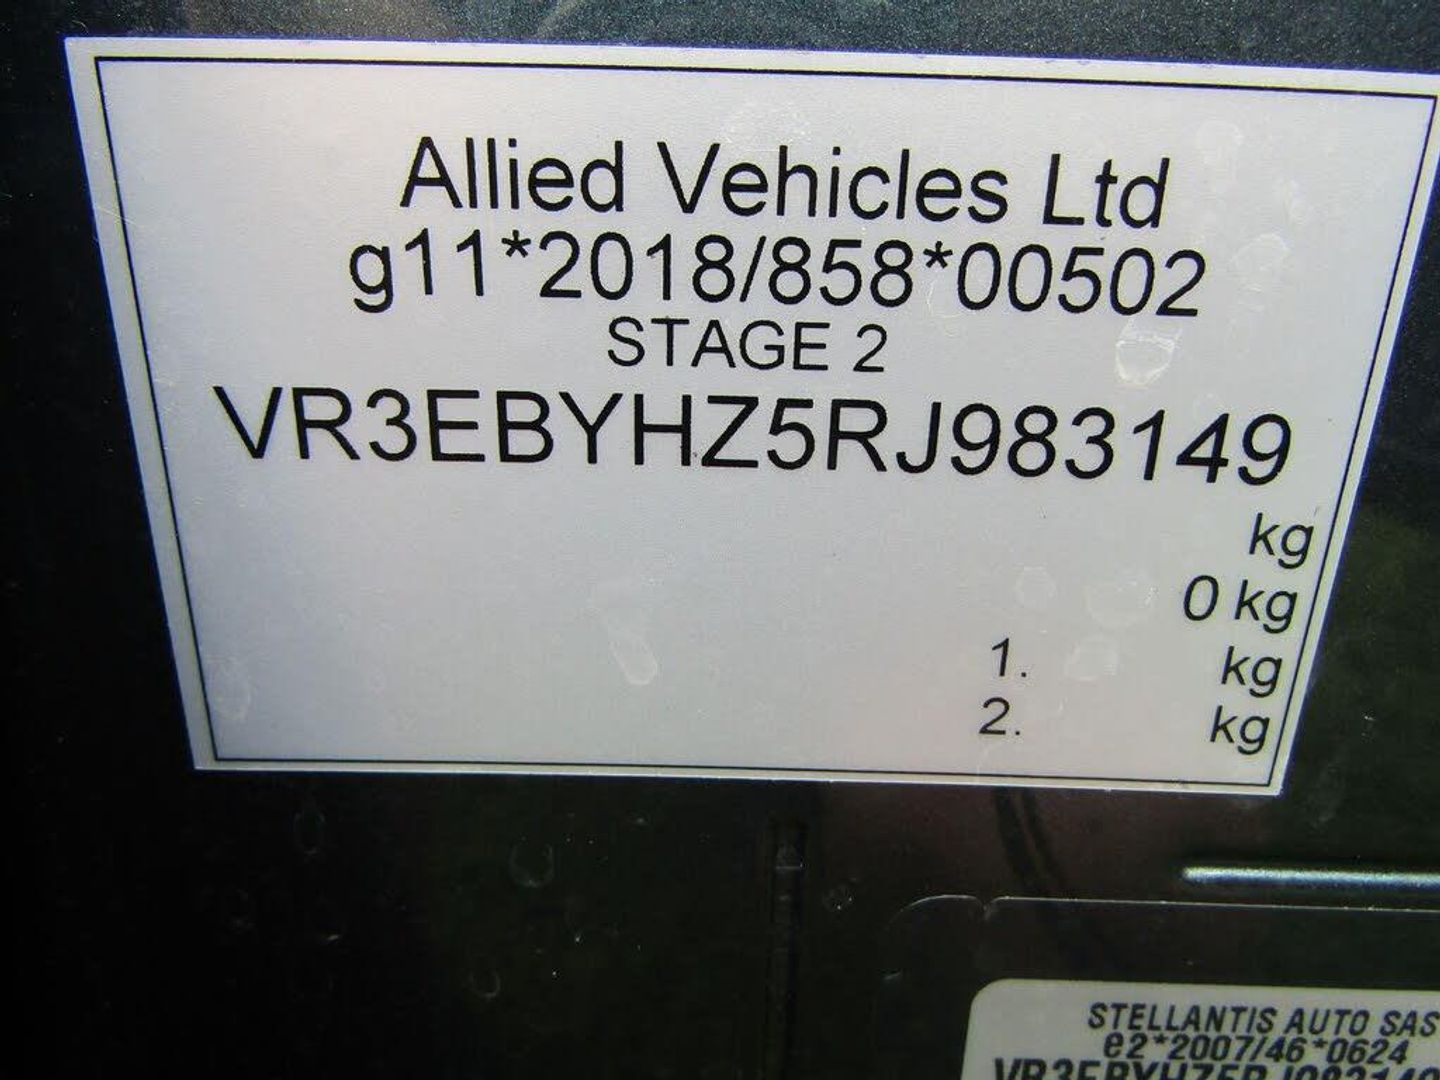 Allied Vehicles Ltd
g11*2018/858*00502
STAGE 2
VR3EBYHZ5RJ983149
kg
0 kg
1. kg
2. kg
STELLANTIS AUTO SAS
e2*2007/46*0624
VR3EBYHZ5RJ983149